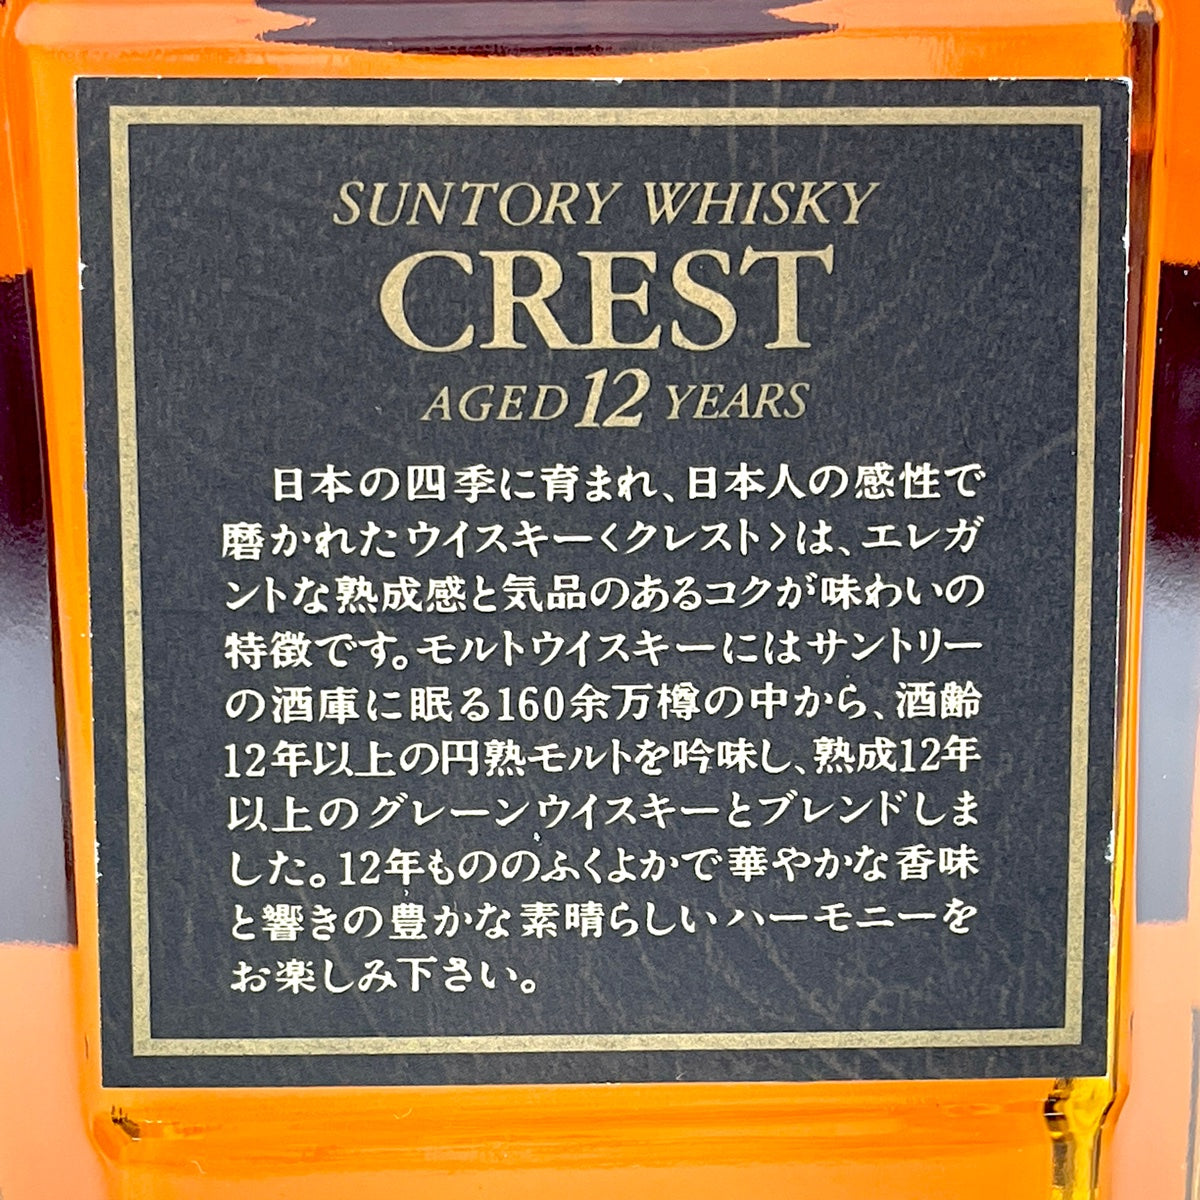 SUNTORY WHISKY
CREST
AGED 12 YEARS
日本の四季に育まれ、日本人の感性で
磨かれたウイスキー〈クレスト〉は、エレガ
ントな熟成感と気品のあるコクが味わいの
特徴です。モルトウイスキーにはサントリー
の酒庫に眠る160余万樽の中から、酒齢
12年以上の円熟モルトを吟味し、熟成12年
以上のグレーンウイスキーとブレンドしま
した。12年もののふくよかで華やかな香味
と響きの豊かな素晴らしいハーモニーを
お楽しみ下さい。